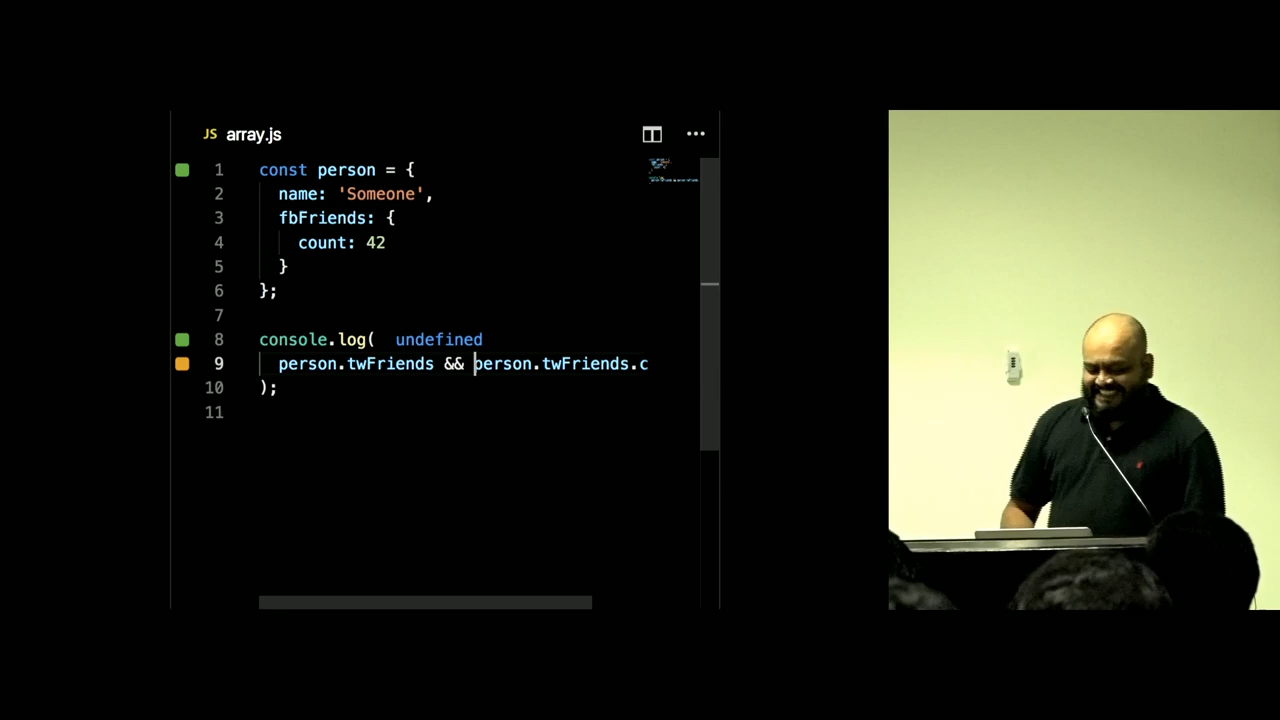 JS array.js
1 const person = {
2 name: 'Someone',
3 fbFriends: {
4 count: 42
5 }
6 };
7
8 console.log( undefined
9 person.twFriends && person.twFriends.c
10 );
11